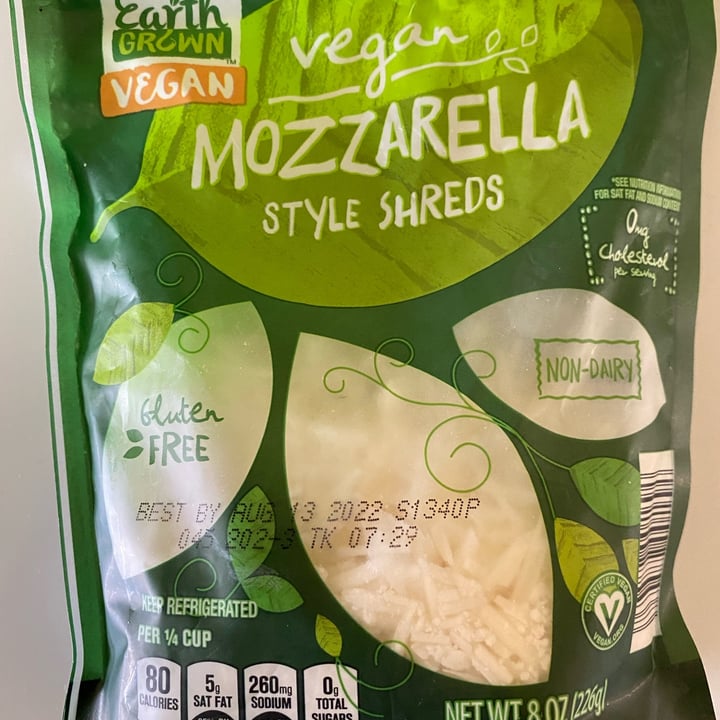 Earth
GROWN
VEGAN
vegan
MOZZARELLA
STYLE SHREDS
*SEE NUTRITION INFORMATION
FOR SAT FAT AND SODIUM CONTENT
0mg
Cholesterol
per serving
NON-DAIRY
Gluten
FREE
BEST BY AUG 13 2022 S1340P
202-3 TK 07:29
KEEP REFRIGERATED
PER 1/4 CUP
80
CALORIES
5g
SAT FAT
260mg
SODIUM
0g
TOTAL
SUGARS
CERTIFIED VEGAN
VEGAN.ORG
NET WT 8 OZ (226g)